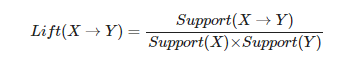 Lift(X → Y) = Support(X → Y) / Support(X)×Support(Y)